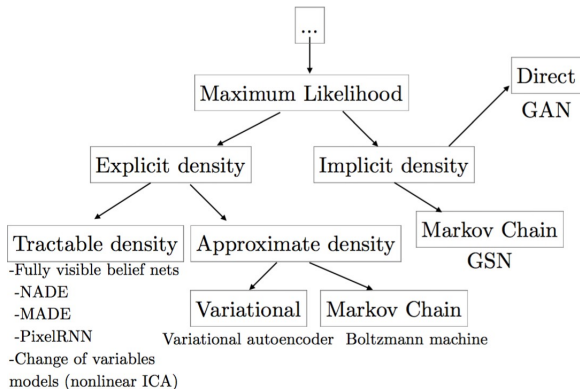 ...
Maximum Likelihood
Direct
GAN
Explicit density
Implicit density
Tractable density
-Fully visible belief nets
-NADE
-MADE
-PixelRNN
-Change of variables
models (nonlinear ICA)
Approximate density
Variational
Variational autoencoder
Markov Chain
Boltzmann machine
Markov Chain
GSN